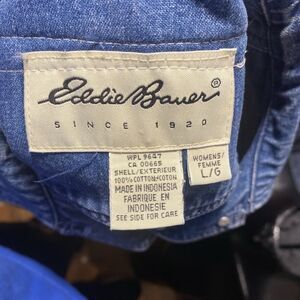 Eddie Bauer®
SINCE 1920
WPL 9647
CA 00665
SHELL/EXTERIEUR
100%COTTON/COTON
MADE IN INDONESIA
FABRIQUE EN
INDONESIE
SEE SIDE FOR CARE
WOMENS/
FEMME
L/G